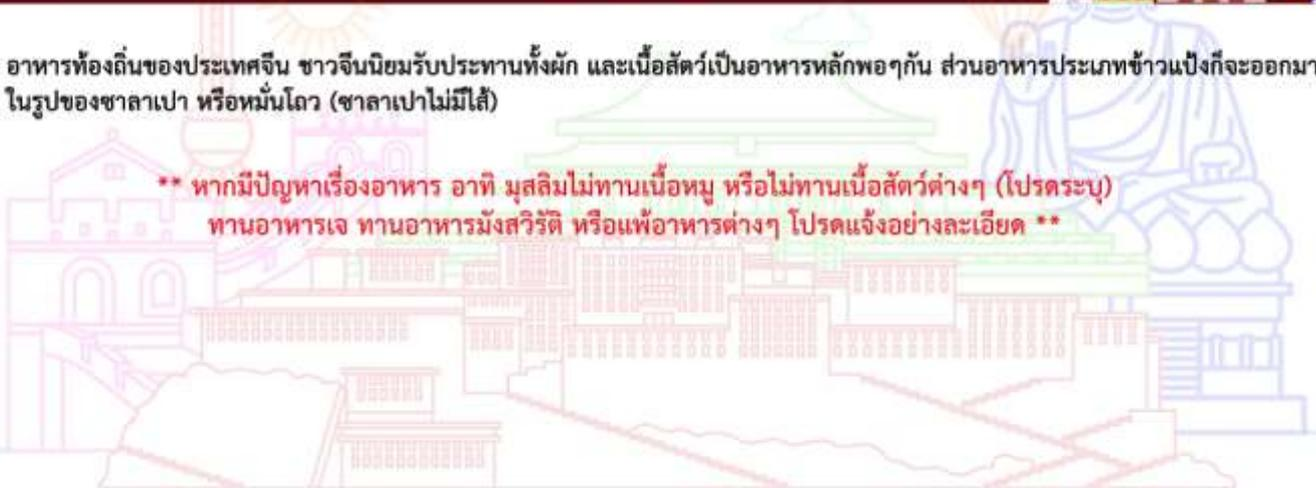 อาหารท้องถิ่นของประเทศจีน ชาวจีนนิยมรับประทานทั้งผัก และเนื้อสัตว์เป็นอาหารหลักพอๆกัน ส่วนอาหารประเภทข้าวแป้งก็จะออกมา
ในรูปของซาลาเปา หรือหมั่นโถว (ซาลาเปาไม่มีไส้)
** หากมีปัญหาเรื่องอาหาร อาทิ มุสลิมไม่ทานเนื้อหมู หรือไม่ทานเนื้อสัตว์ต่างๆ (โปรดระบุ)
ทานอาหารเจ ทานอาหารมังสวิรัติ หรือแพ้อาหารต่างๆ โปรดแจ้งอย่างละเอียด **